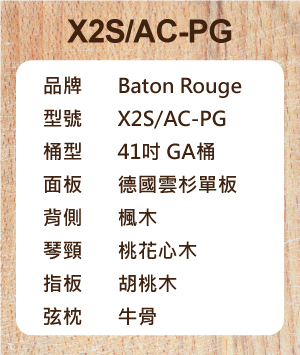 X2S/AC-PG
品牌 Baton Rouge
型號 X2S/AC-PG
桶型 41吋 GA桶
面板 德國雲杉單板
背側 楓木
琴頸 桃花心木
指板 胡桃木
弦枕 牛骨